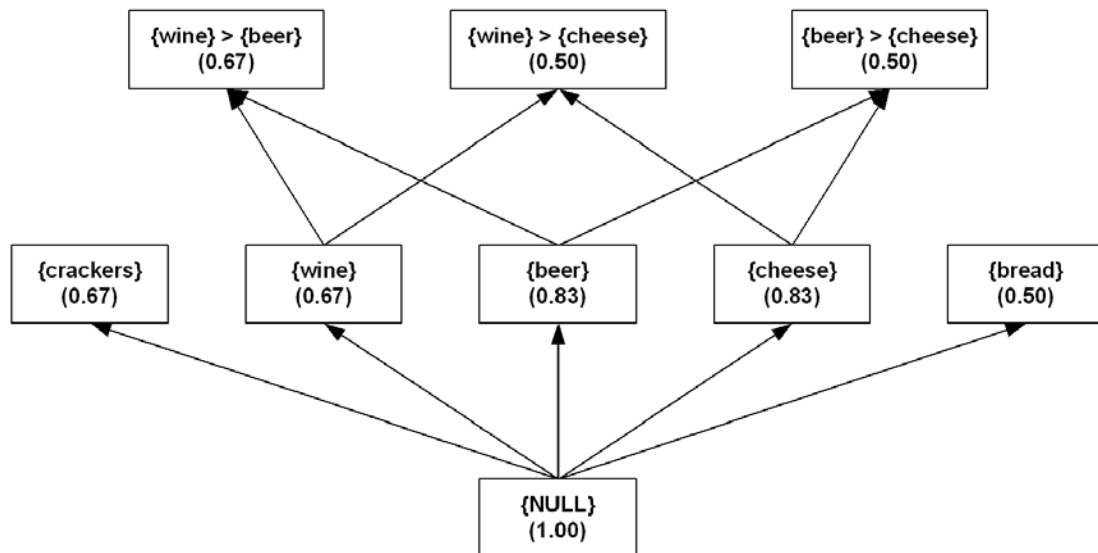 {wine} > {beer}
(0.67)
{wine} > {cheese}
(0.50)
{beer} > {cheese}
(0.50)
{crackers}
(0.67)
{wine}
(0.67)
{beer}
(0.83)
{cheese}
(0.83)
{bread}
(0.50)
{NULL}
(1.00)